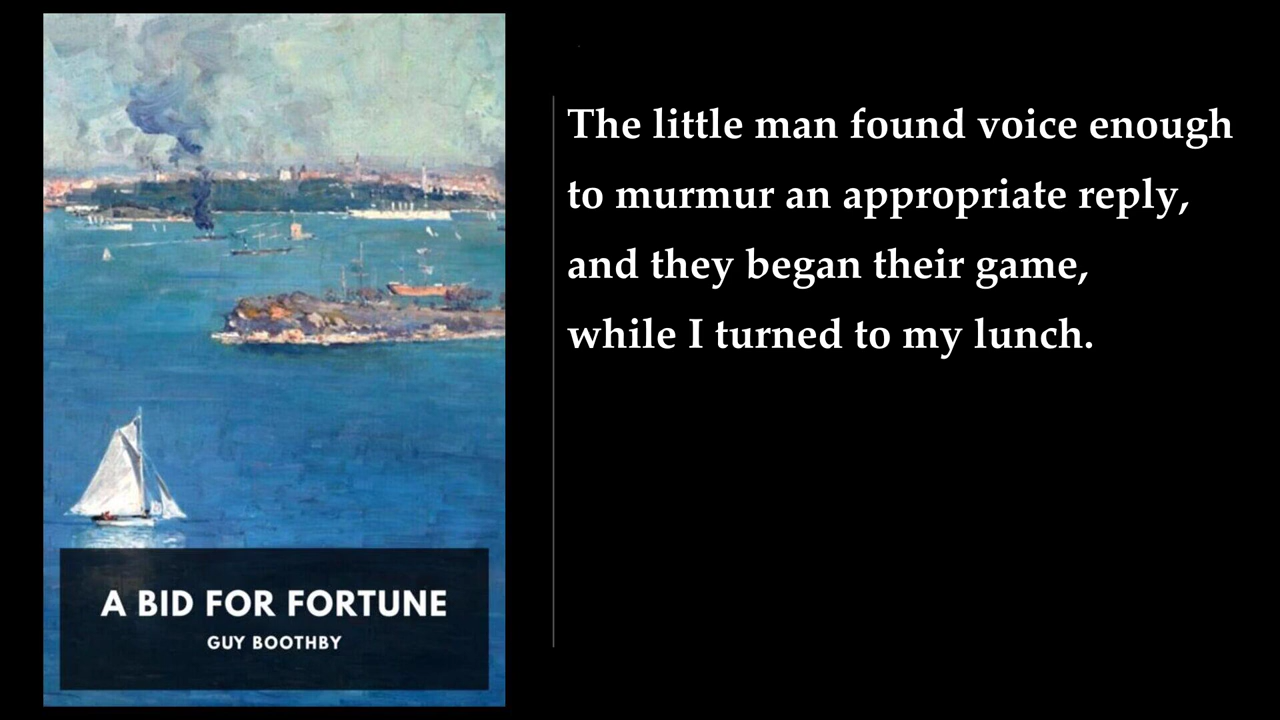 The little man found voice enough
to murmur an appropriate reply,
and they began their game,
while I turned to my lunch.
A BID FOR FORTUNE
GUY BOOTHBY